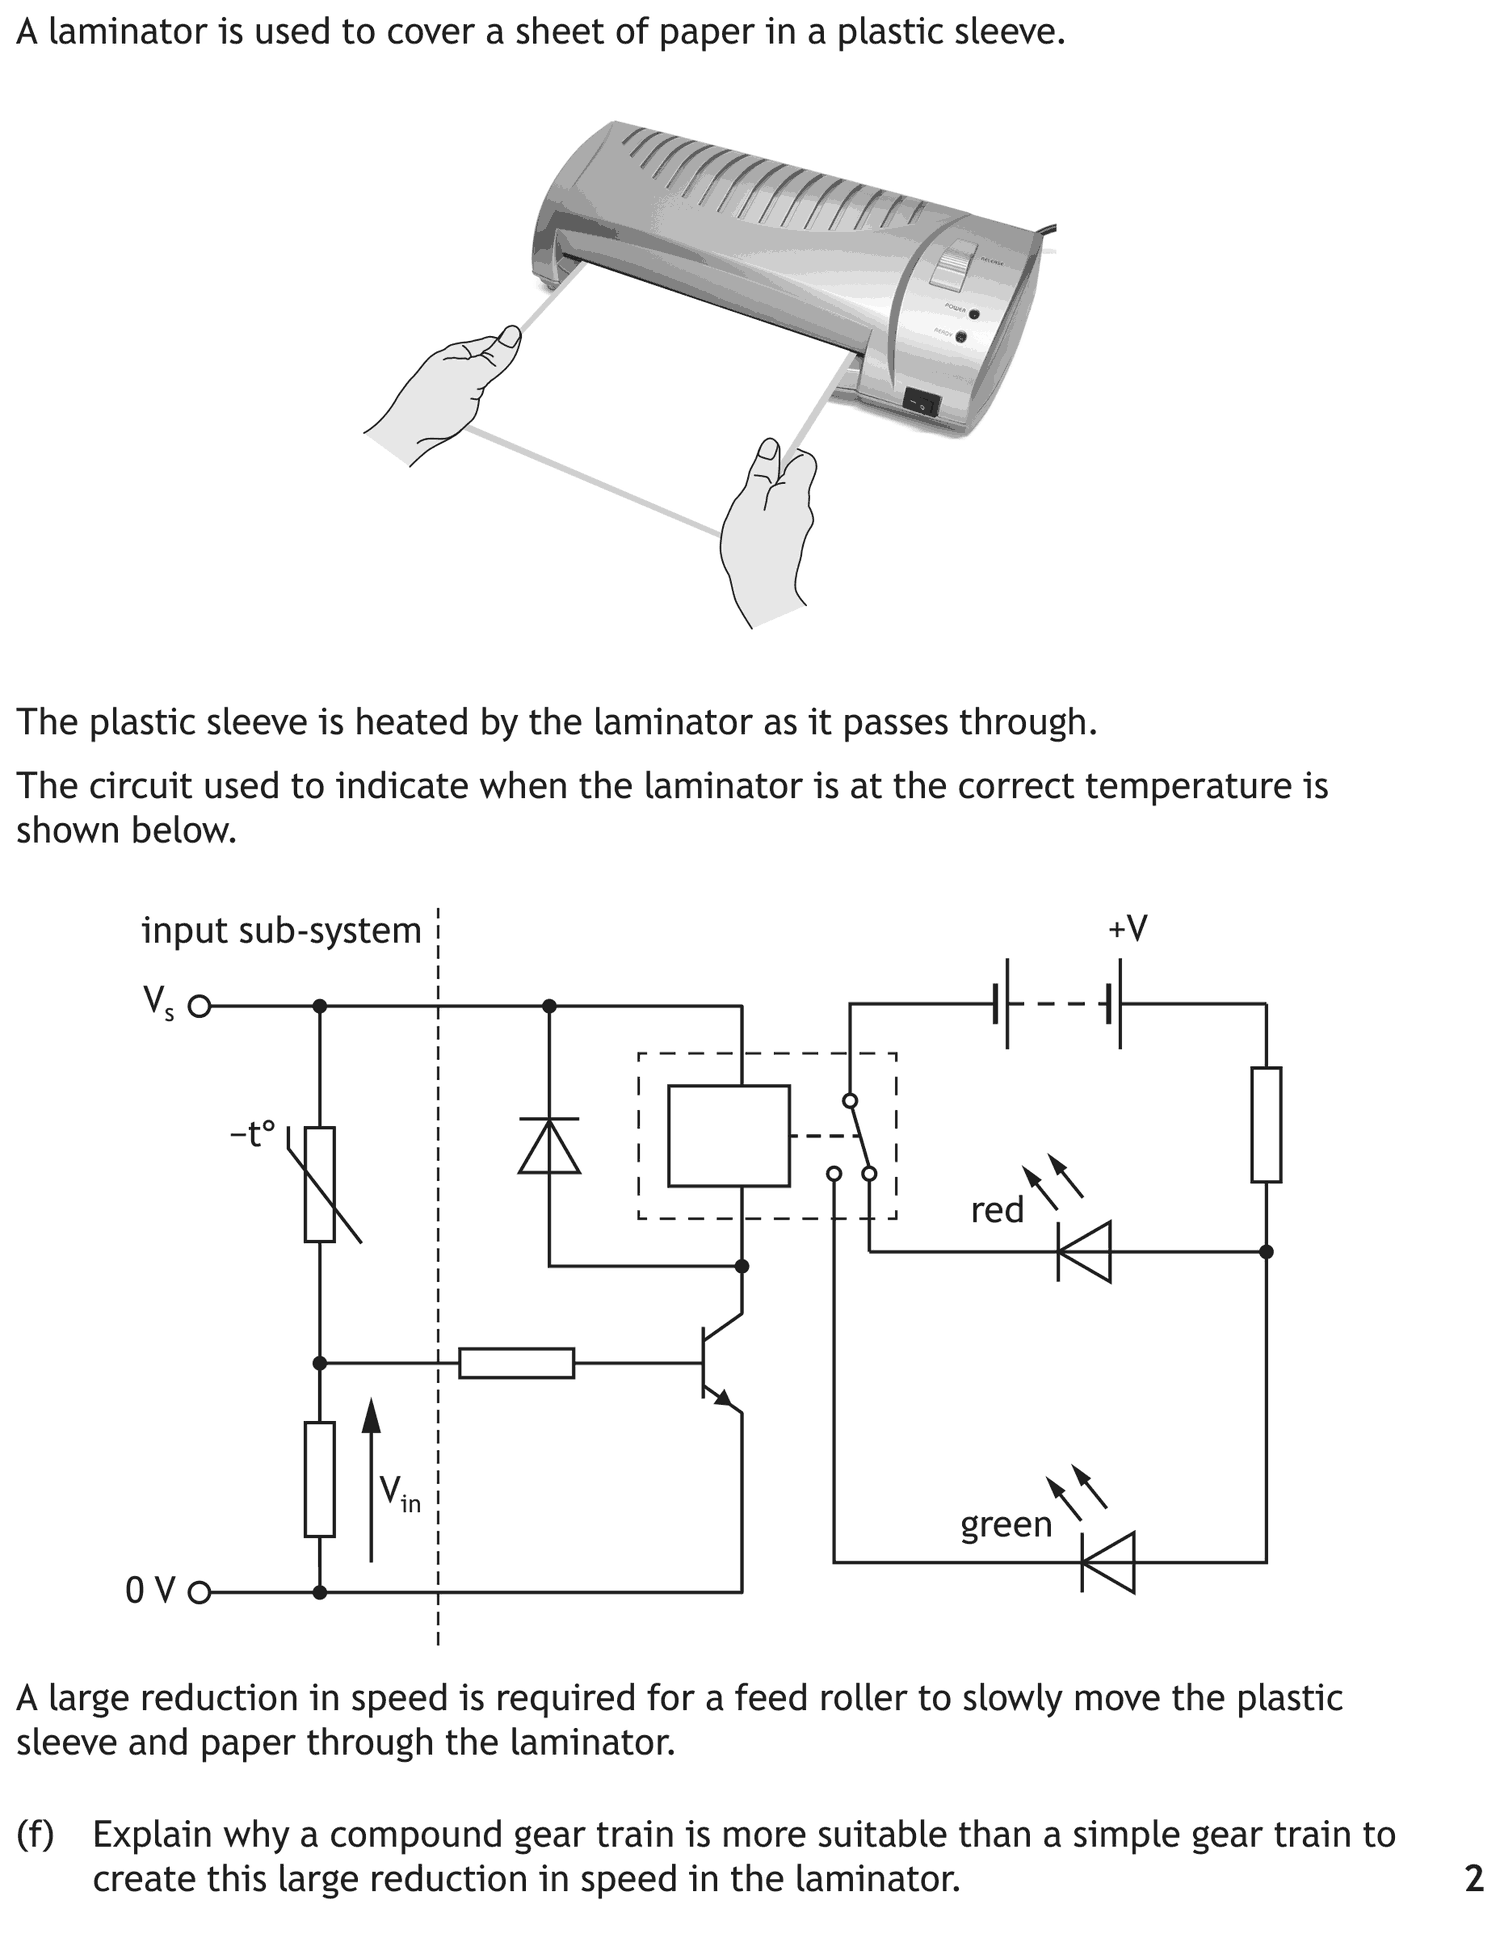 A laminator is used to cover a sheet of paper in a plastic sleeve.
RELEASE
POWER
READY
The plastic sleeve is heated by the laminator as it passes through.
The circuit used to indicate when the laminator is at the correct temperature is
shown below.
input sub-system
+V
Vs
−t°
red
Vin
green
0 V
A large reduction in speed is required for a feed roller to slowly move the plastic
sleeve and paper through the laminator.
(f) Explain why a compound gear train is more suitable than a simple gear train to
create this large reduction in speed in the laminator. 2